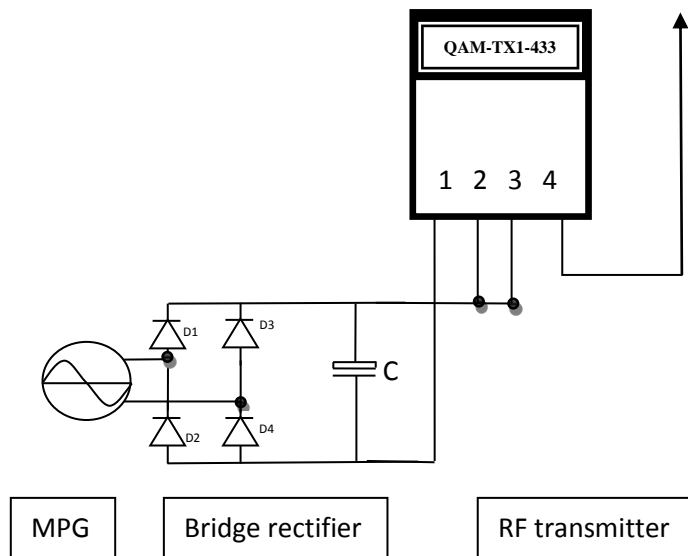 QAM-TX1-433
1 2 3 4
D1
D3
C
D2
D4
MPG
Bridge rectifier
RF transmitter